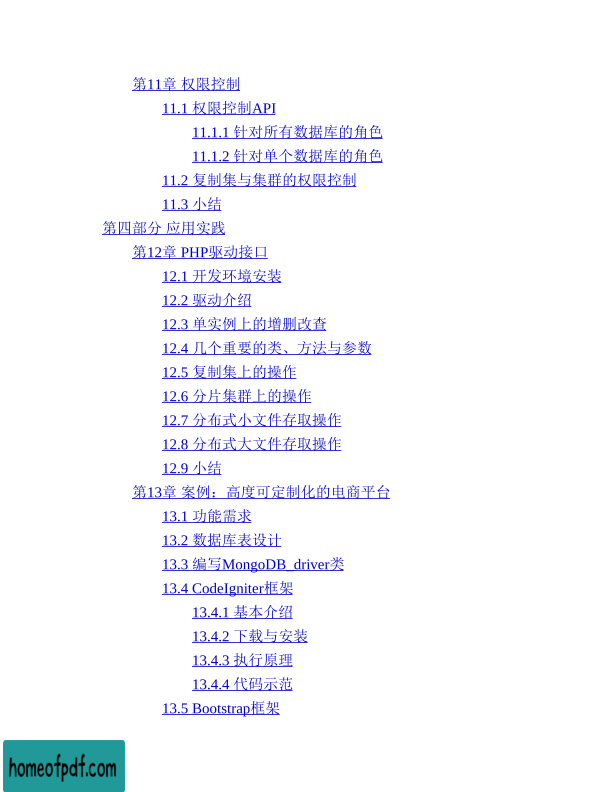 第11章 权限控制
11.1 权限控制API
11.1.1 针对所有数据库的角色
11.1.2 针对单个数据库的角色
11.2 复制集与集群的权限控制
11.3 小结
第四部分 应用实践
第12章 PHP驱动接口
12.1 开发环境安装
12.2 驱动介绍
12.3 单实例上的增删改查
12.4 几个重要的类、方法与参数
12.5 复制集上的操作
12.6 分片集群上的操作
12.7 分布式小文件存取操作
12.8 分布式大文件存取操作
12.9 小结
第13章 案例：高度可定制化的电商平台
13.1 功能需求
13.2 数据库表设计
13.3 编写MongoDB_driver类
13.4 CodeIgniter框架
13.4.1 基本介绍
13.4.2 下载与安装
13.4.3 执行原理
13.4.4 代码示范
13.5 Bootstrap框架
homeofpdf.com